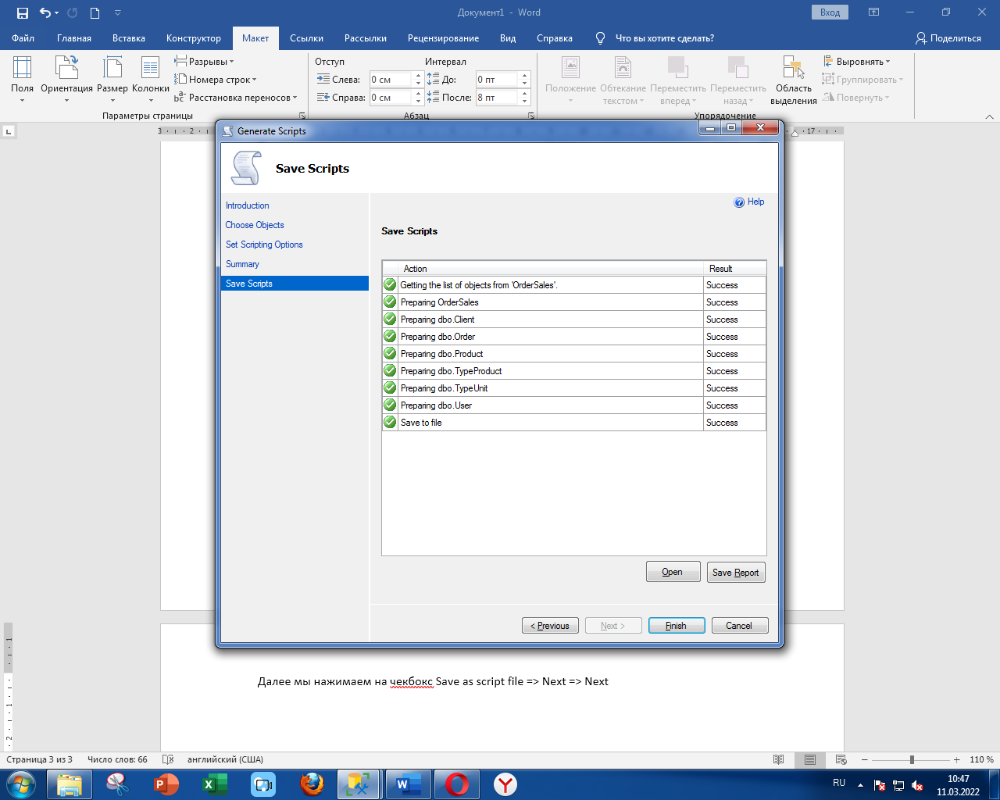 Документ1 - Word
Вход
Файл Главная Вставка Конструктор Макет Ссылки Рассылки Рецензирование Вид Справка Что вы хотите сделать? Поделиться
Поля
Ориентация
Размер
Колонки
Разрывы
Номера строк
Расстановка переносов
Параметры страницы
Отступ
Слева: 0 см
Справа: 0 см
Интервал
До: 0 пт
После: 8 пт
Абзац
Положение
Обтекание текстом
Переместить вперед
Переместить назад
Область выделения
Выровнять
Группировать
Повернуть
Упорядочение
3 2 17
Generate Scripts
Save Scripts
Introduction
Choose Objects
Set Scripting Options
Summary
Save Scripts
Help
Save Scripts
Action Result
Getting the list of objects from 'OrderSales'. Success
Preparing OrderSales Success
Preparing dbo.Client Success
Preparing dbo.Order Success
Preparing dbo.Product Success
Preparing dbo.TypeProduct Success
Preparing dbo.TypeUnit Success
Preparing dbo.User Success
Save to file Success
Open Save Report
< Previous Next > Finish Cancel
1
1
2
Далее мы нажимаем на чекбокс Save as script file => Next => Next
Страница 3 из 3 Число слов: 66 английский (США) 110 %
RU
10:47
11.03.2022